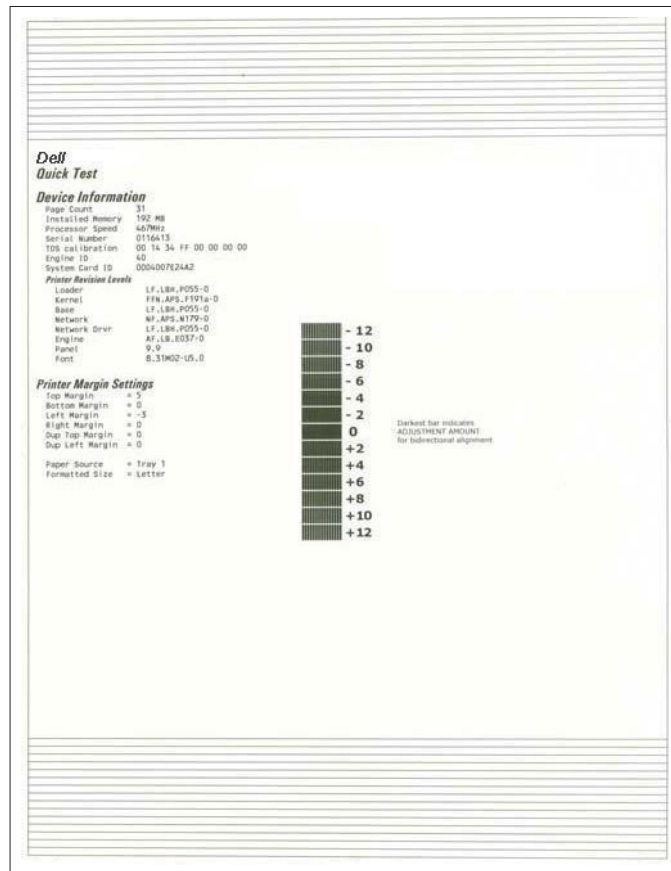 Dell
Quick Test
Device Information
Page Count 31
Installed Memory 192 MB
Processor Speed 467MHz
Serial Number 0116413
TDS calibration 00 14 34 FF 00 00 00 00
Engine ID 40
System Card ID 0004007E24A2
Printer Revision Levels
Loader LF.LBH.P055-0
Kernel FFN.APS.F191a-0
Base LF.LBH.P055-0
Network NF.APS.N179-0
Network Drvr LF.LBH.P055-0
Engine AF.LB.E037-0
Panel 9.9
Font 8.31M02-U5.0
Printer Margin Settings
Top Margin = 5
Bottom Margin = 0
Left Margin = -3
Right Margin = 0
Dup Top Margin = 0
Dup Left Margin = 0
Paper Source = Tray 1
Formatted Size = Letter
- 12
- 10
- 8
- 6
- 4
- 2
0
+2
+4
+6
+8
+10
+12
Darkest bar indicates
ADJUSTMENT AMOUNT
for bidirectional alignment